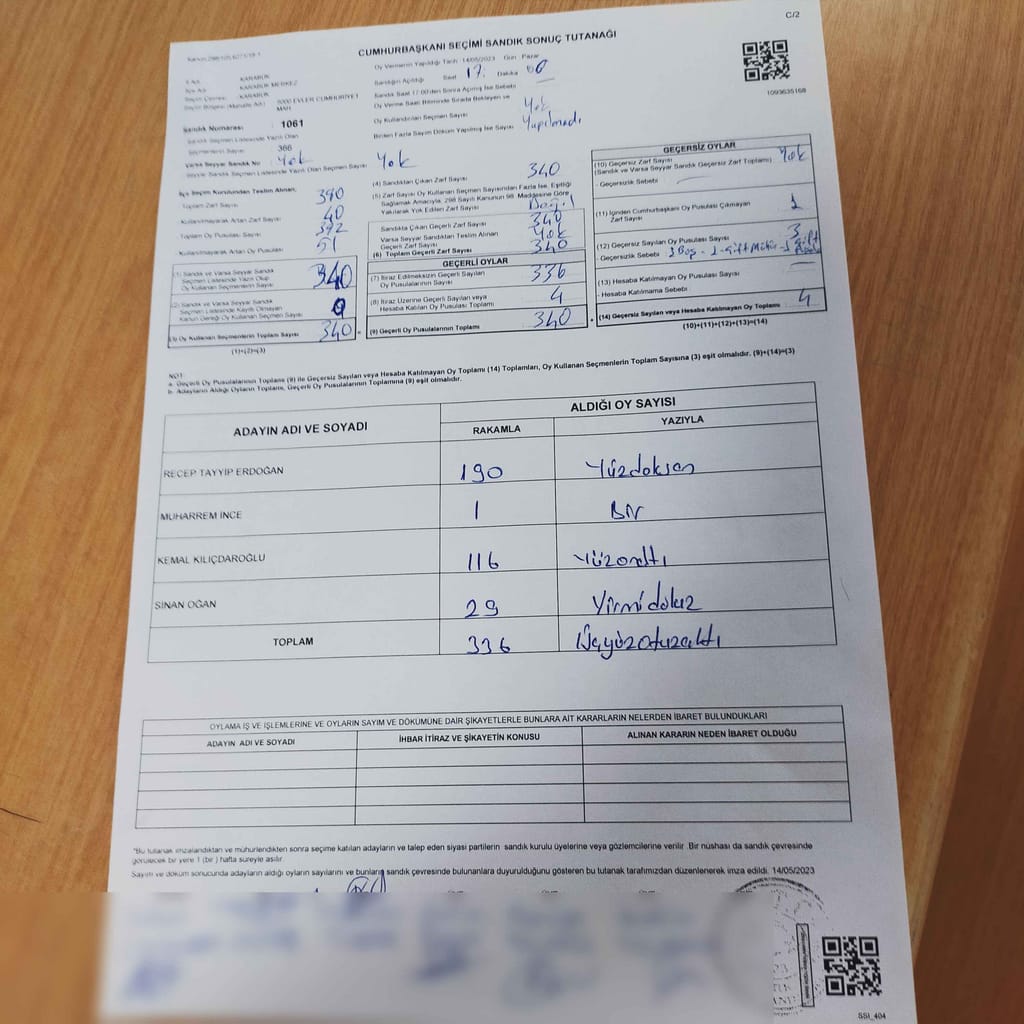 C/2
CUMHURBAŞKANI SEÇİMİ SANDIK SONUÇ TUTANAĞI
Oy Vermenin Yapıldığı Tarih 14/05/2023 Gün Pazar
Sandığın Açıldığı Saat 17: Dakika 00
Sandık Saat 17:00'den Sonra Açılmış İse Sebebi
Oy Verme Saati Bitiminde Sırada Bekleyen ve
Oy Kullandırılan Seçmen Sayısı Yok
Birden Fazla Sayım Döküm Yapılmış İse Sayısı Yapılmadı
1093635168
İl Adı KARABÜK
İlçe Adı KARABÜK MERKEZ
Seçim Çevresi KARABÜK
Seçim Bölgesi (Mahalle Adı) 5000 EVLER CUMHURİYET
MAH.
Sandık Numarası : 1061
Sandık Seçmen Listesinde Yazılı Olan
Seçmenlerin Sayısı 366
Varsa Seyyar Sandık No Yok
Seyyar Sandık Seçmen Listesinde Yazılı Olan Seçmen Sayısı Yok
İlçe Seçim Kurulundan Teslim Alınan,
Toplam Zarf Sayısı
Kullanılmayarak Artan Zarf Sayısı 40
Toplam Oy Pusulası Sayısı 392
Kullanılmayarak Artan Oy Pusulası 51
(1) Sandık ve Varsa Seyyar Sandık
Seçmen Listesinde Yazılı Olup
Oy Kullanan Seçmenlerin Sayısı 340
(2) Sandık ve Varsa Seyyar Sandık
Seçmen Listesinde Kayıtlı Olmayan
Kanun Gereği Oy Kullanan Seçmen Sayısı 0
(3) Oy Kullanan Seçmenlerin Toplam Sayısı 340
(1)+(2)=(3)
(4) Sandıktan Çıkan Zarf Sayısı 340
(5) Zarf Sayısı Oy Kullanan Seçmen Sayısından Fazla İse, Eşitliği
Sağlamak Amacıyla, 298 Sayılı Kanunun 98. Maddesine Göre
Yakılarak Yok Edilen Zarf Sayısı Değil
Sandıkta Çıkan Geçerli Zarf Sayısı 340
Varsa Seyyar Sandıktan Teslim Alınan
Geçerli Zarf Sayısı Yok
(6) Toplam Geçerli Zarf Sayısı 340
GEÇERLİ OYLAR
(7) İtiraz Edilmeksizin Geçerli Sayılan
Oy Pusulasının Sayısı 336
(8) İtiraz Üzerine Geçerli Sayılan veya
Hesaba Katılan Oy Pusulası Toplamı 4
(9) Geçerli Oy Pusulalarının Toplamı 340
+
GEÇERSİZ OYLAR
(10) Geçersiz Zarf Sayısı
(Sandık ve Varsa Seyyar Sandık Geçersiz Zarf Toplamı) Yok
- Geçersizlik Sebebi
(11) İçinden Cumhurbaşkanı Oy Pusulası Çıkmayan
Zarf Sayısı 1
(12) Geçersiz Sayılan Oy Pusulası Sayısı 3
- Geçersizlik Sebebi 1 Boş - 1 - Çift Mühür - 1 Çift
(13) Hesaba Katılmayan Oy Pusulası Sayısı
- Hesaba Katılmama Sebebi
(14) Geçersiz Sayılan veya Hesaba Katılmayan Oy Toplamı 4
(10)+(11)+(12)+(13)=(14)
NOT:
a. Geçerli Oy Pusulalarının Toplamı (9) ile Geçersiz Sayılan veya Hesaba Katılmayan Oy Toplamı (14) Toplamları, Oy Kullanan Seçmenlerin Toplam Sayısına (3) eşit olmalıdır. (9)+(14)=(3)
b. Adayların Aldığı Oyların Toplamı, Geçerli Oy Pusulalarının Toplamına (9) eşit olmalıdır.
ADAYIN ADI VE SOYADI
ALDIĞI OY SAYISI
RAKAMLA YAZIYLA
RECEP TAYYİP ERDOĞAN 190 Yüzdoksan
MUHARREM İNCE 1 Bir
KEMAL KILIÇDAROĞLU 116 Yüzonaltı
SİNAN OĞAN 29 Yirmidokuz
TOPLAM 336 Üçyüzotuzaltı
OYLAMA İŞ VE İŞLEMLERİNE VE OYLARIN SAYIM VE DÖKÜMÜNE DAİR ŞİKAYETLERLE BUNLARA AİT KARARLARIN NELERDEN İBARET BULUNDUKLARI
ADAYIN ADI VE SOYADI İHBAR İTİRAZ VE ŞİKAYETİN KONUSU ALINAN KARARIN NEDEN İBARET OLDUĞU
"Bu tutanak imzalandıktan ve mühürlendikten sonra seçime katılan adayların ve talep eden siyasi partilerin sandık kurulu üyelerine veya gözlemcilerine verilir. Bir nüshası da sandık çevresinde
görülecek bir yere 1 (bir) hafta süreyle asılır.
Sayım ve döküm sonucunda adayların aldığı oyların sayılarını ve bunların sandık çevresinde bulunanlara duyurulduğunu gösteren bu tutanak tarafımızdan düzenlenerek imza edildi. 14/05/2023
SSI_404